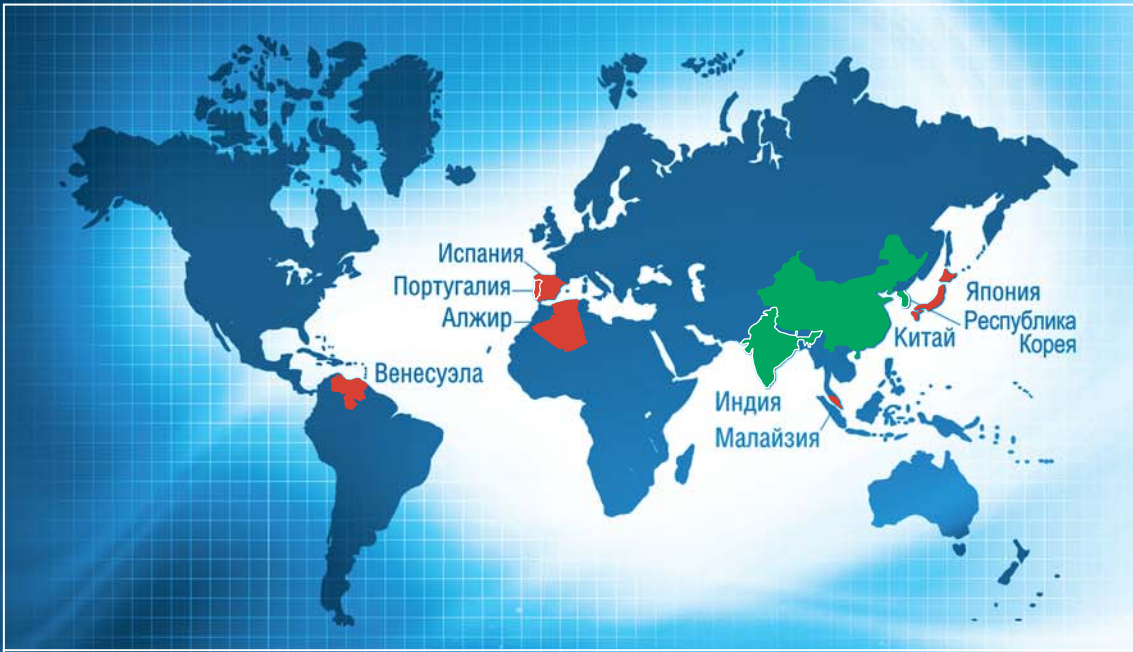 Испания
Португалия
Алжир
Венесуэла
Япония
Республика
Корея
Китай
Индия
Малайзия